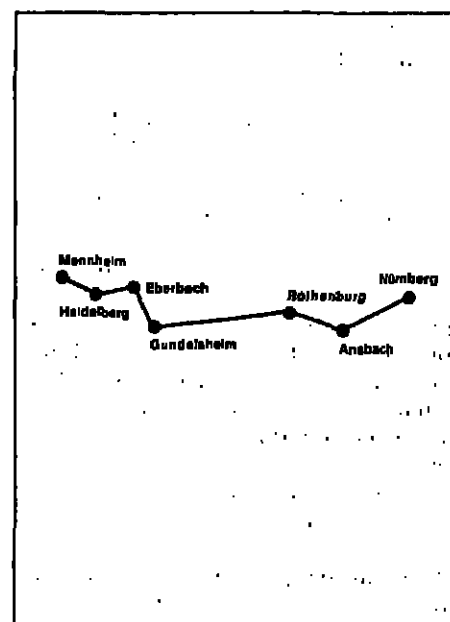 Mannheim
Heidelberg
Eberbach
Gundelsheim
Rothenburg
Ansbach
Nürnberg